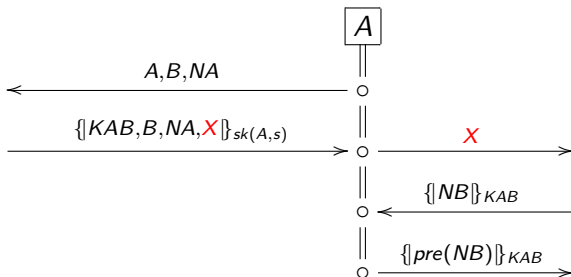 A
A,B,NA
{|KAB,B,NA,X|}sk(A,s)
X
{|NB|}KAB
{|pre(NB)|}KAB